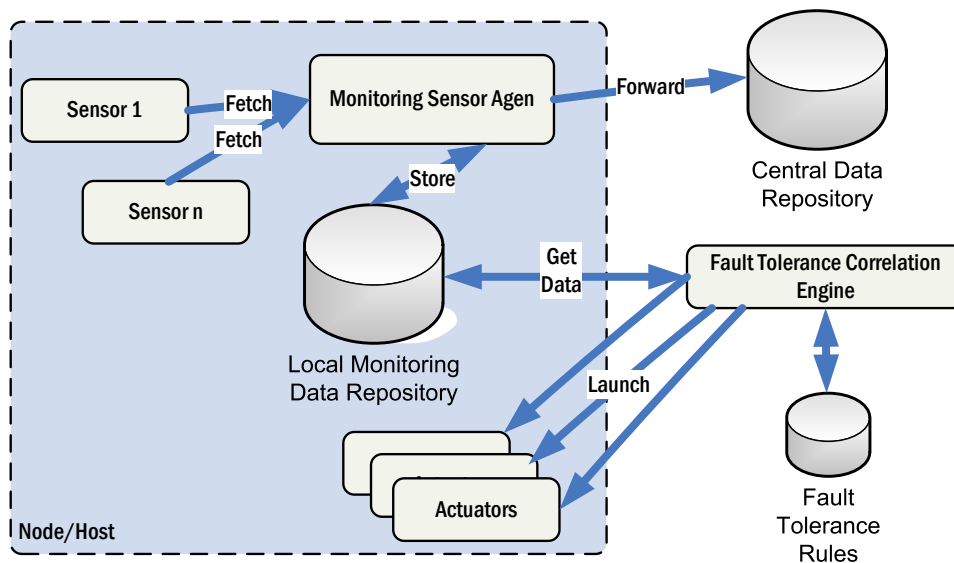 Sensor 1
Fetch
Fetch
Sensor n
Monitoring Sensor Agen
Forward
Central Data
Repository
Store
Local Monitoring
Data Repository
Get
Data
Fault Tolerance Correlation
Engine
Launch
Actuators
Fault
Tolerance
Rules
Node/Host